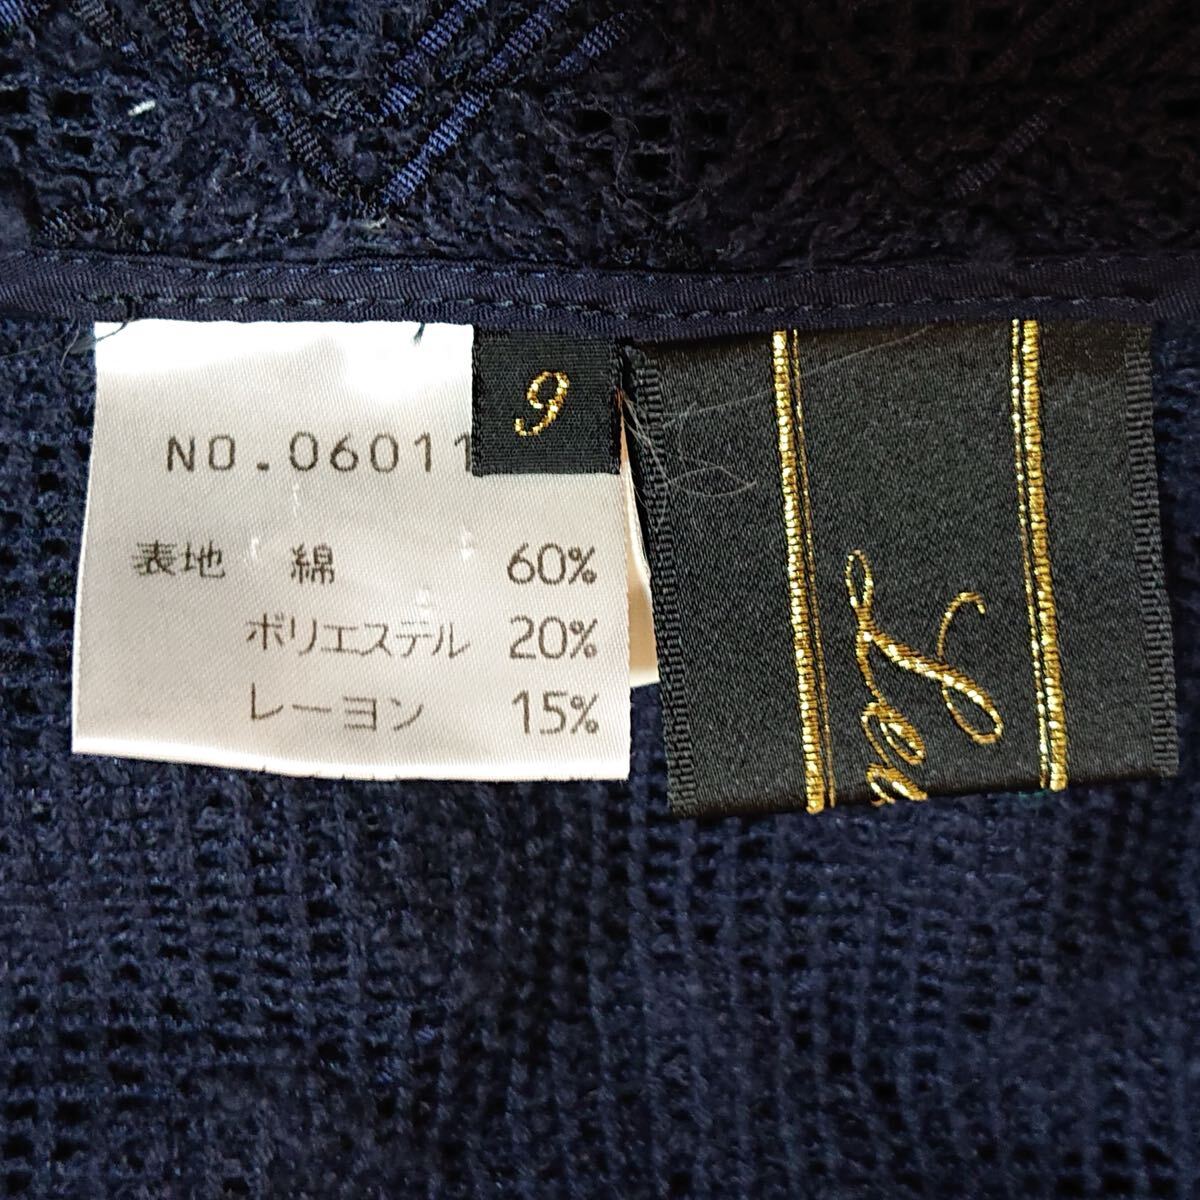 NO.06011
9
表地 綿 60%
ポリエステル 20%
レーヨン 15%